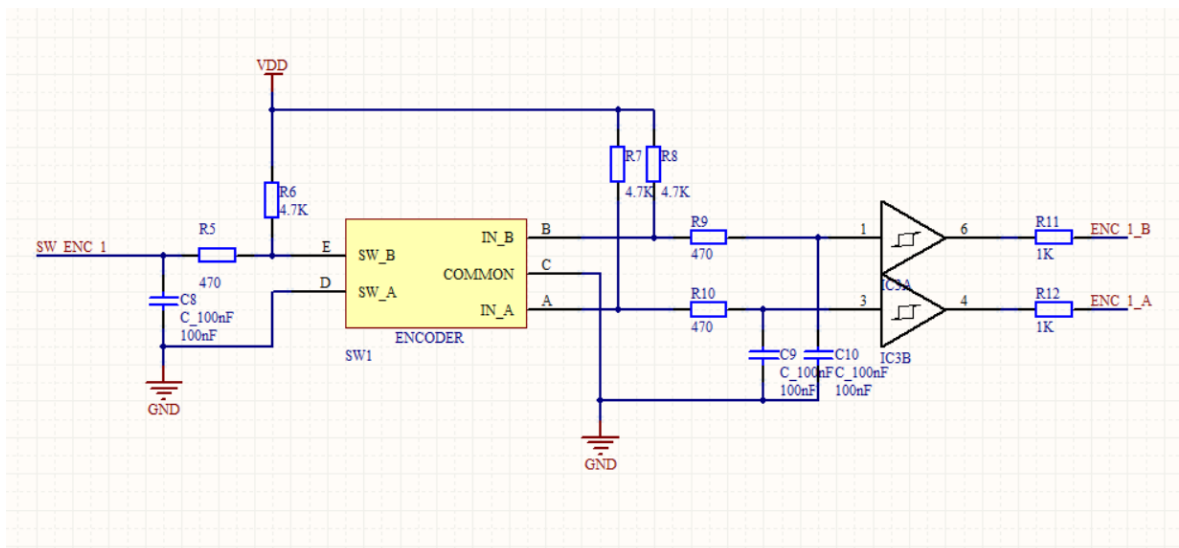 VDD
R7
R8
4.7K
4.7K
R6
4.7K
R5
470
SW_ENC_1
C8
C_100nF
100nF
GND
E
D
SW_B
SW_A
IN_B
COMMON
IN_A
B
C
A
ENCODER
SW1
R9
470
R10
470
C9
C_100nF
100nF
C10
C_100nF
100nF
GND
1
6
IC3A
3
4
IC3B
R11
1K
ENC_1_B
R12
1K
ENC_1_A